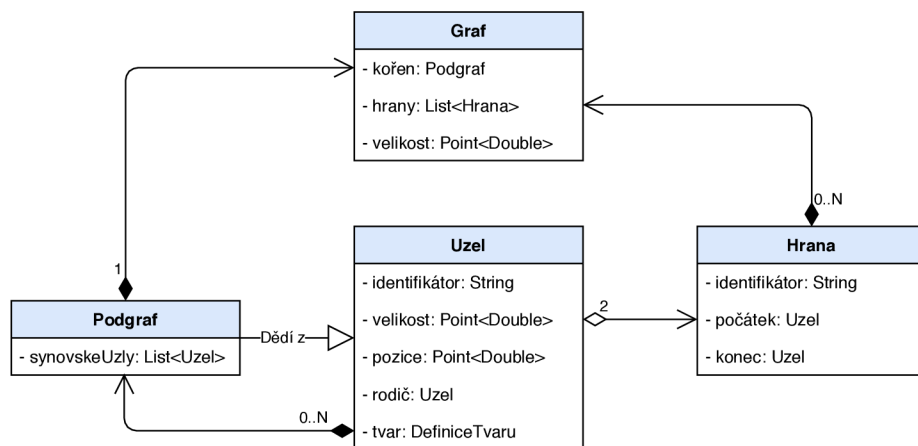 Graf
- kořen: Podgraf
- hrany: List<Hrana>
- velikost: Point<Double>
1
0..N
Podgraf
- synovskeUzly: List<Uzel>
Dědí z
0..N
Uzel
- identifikátor: String
- velikost: Point<Double>
- pozice: Point<Double>
- rodič: Uzel
- tvar: DefiniceTvaru
2
Hrana
- identifikátor: String
- počátek: Uzel
- konec: Uzel